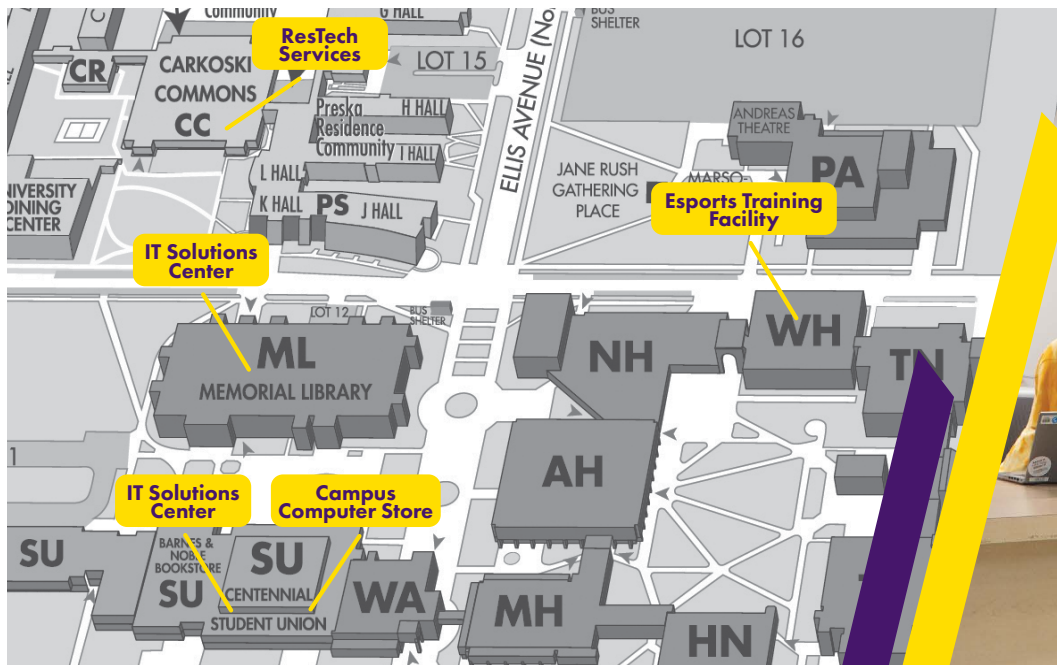 Community
G HALL
BUS
SHELTER
LOT 16
ResTech
Services
CR
CARKOSKI
COMMONS
CC
LOT 15
ELLIS AVENUE (No
ANDREAS
THEATRE
Preska
Residence
Community
H HALL
I HALL
L HALL
K HALL
PS
J HALL
JANE RUSH
GATHERING
PLACE
MARSO-
PA
Esports Training
Facility
NIVERSITY
DINING
CENTER
IT Solutions
Center
LOT 12
BUS
SHELTER
ML
MEMORIAL LIBRARY
NH
WH
TN
1
AH
IT Solutions
Center
Campus
Computer Store
SU
BARNES &
NOBLE
BOOKSTORE
SU
SU
CENTENNIAL
STUDENT UNION
WA
MH
HN